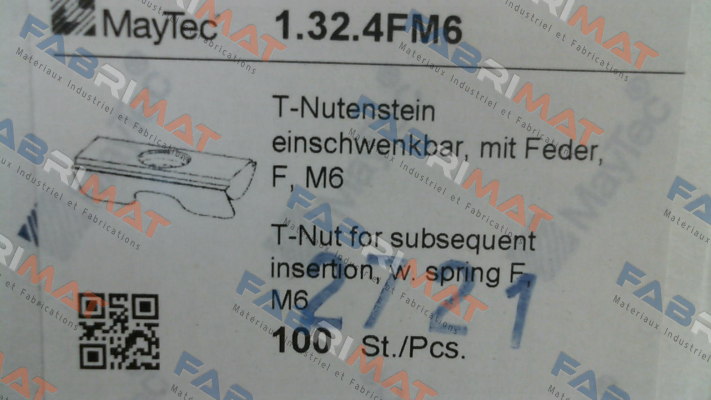 MayTec 1.32.4FM6
T-Nutenstein
einschwenkbar, mit Feder,
F, M6
T-Nut for subsequent
insertion, w. spring F,
M6
2721
100 St./Pcs.
FABRIMAT
Materiaux Industriel et Fabrications